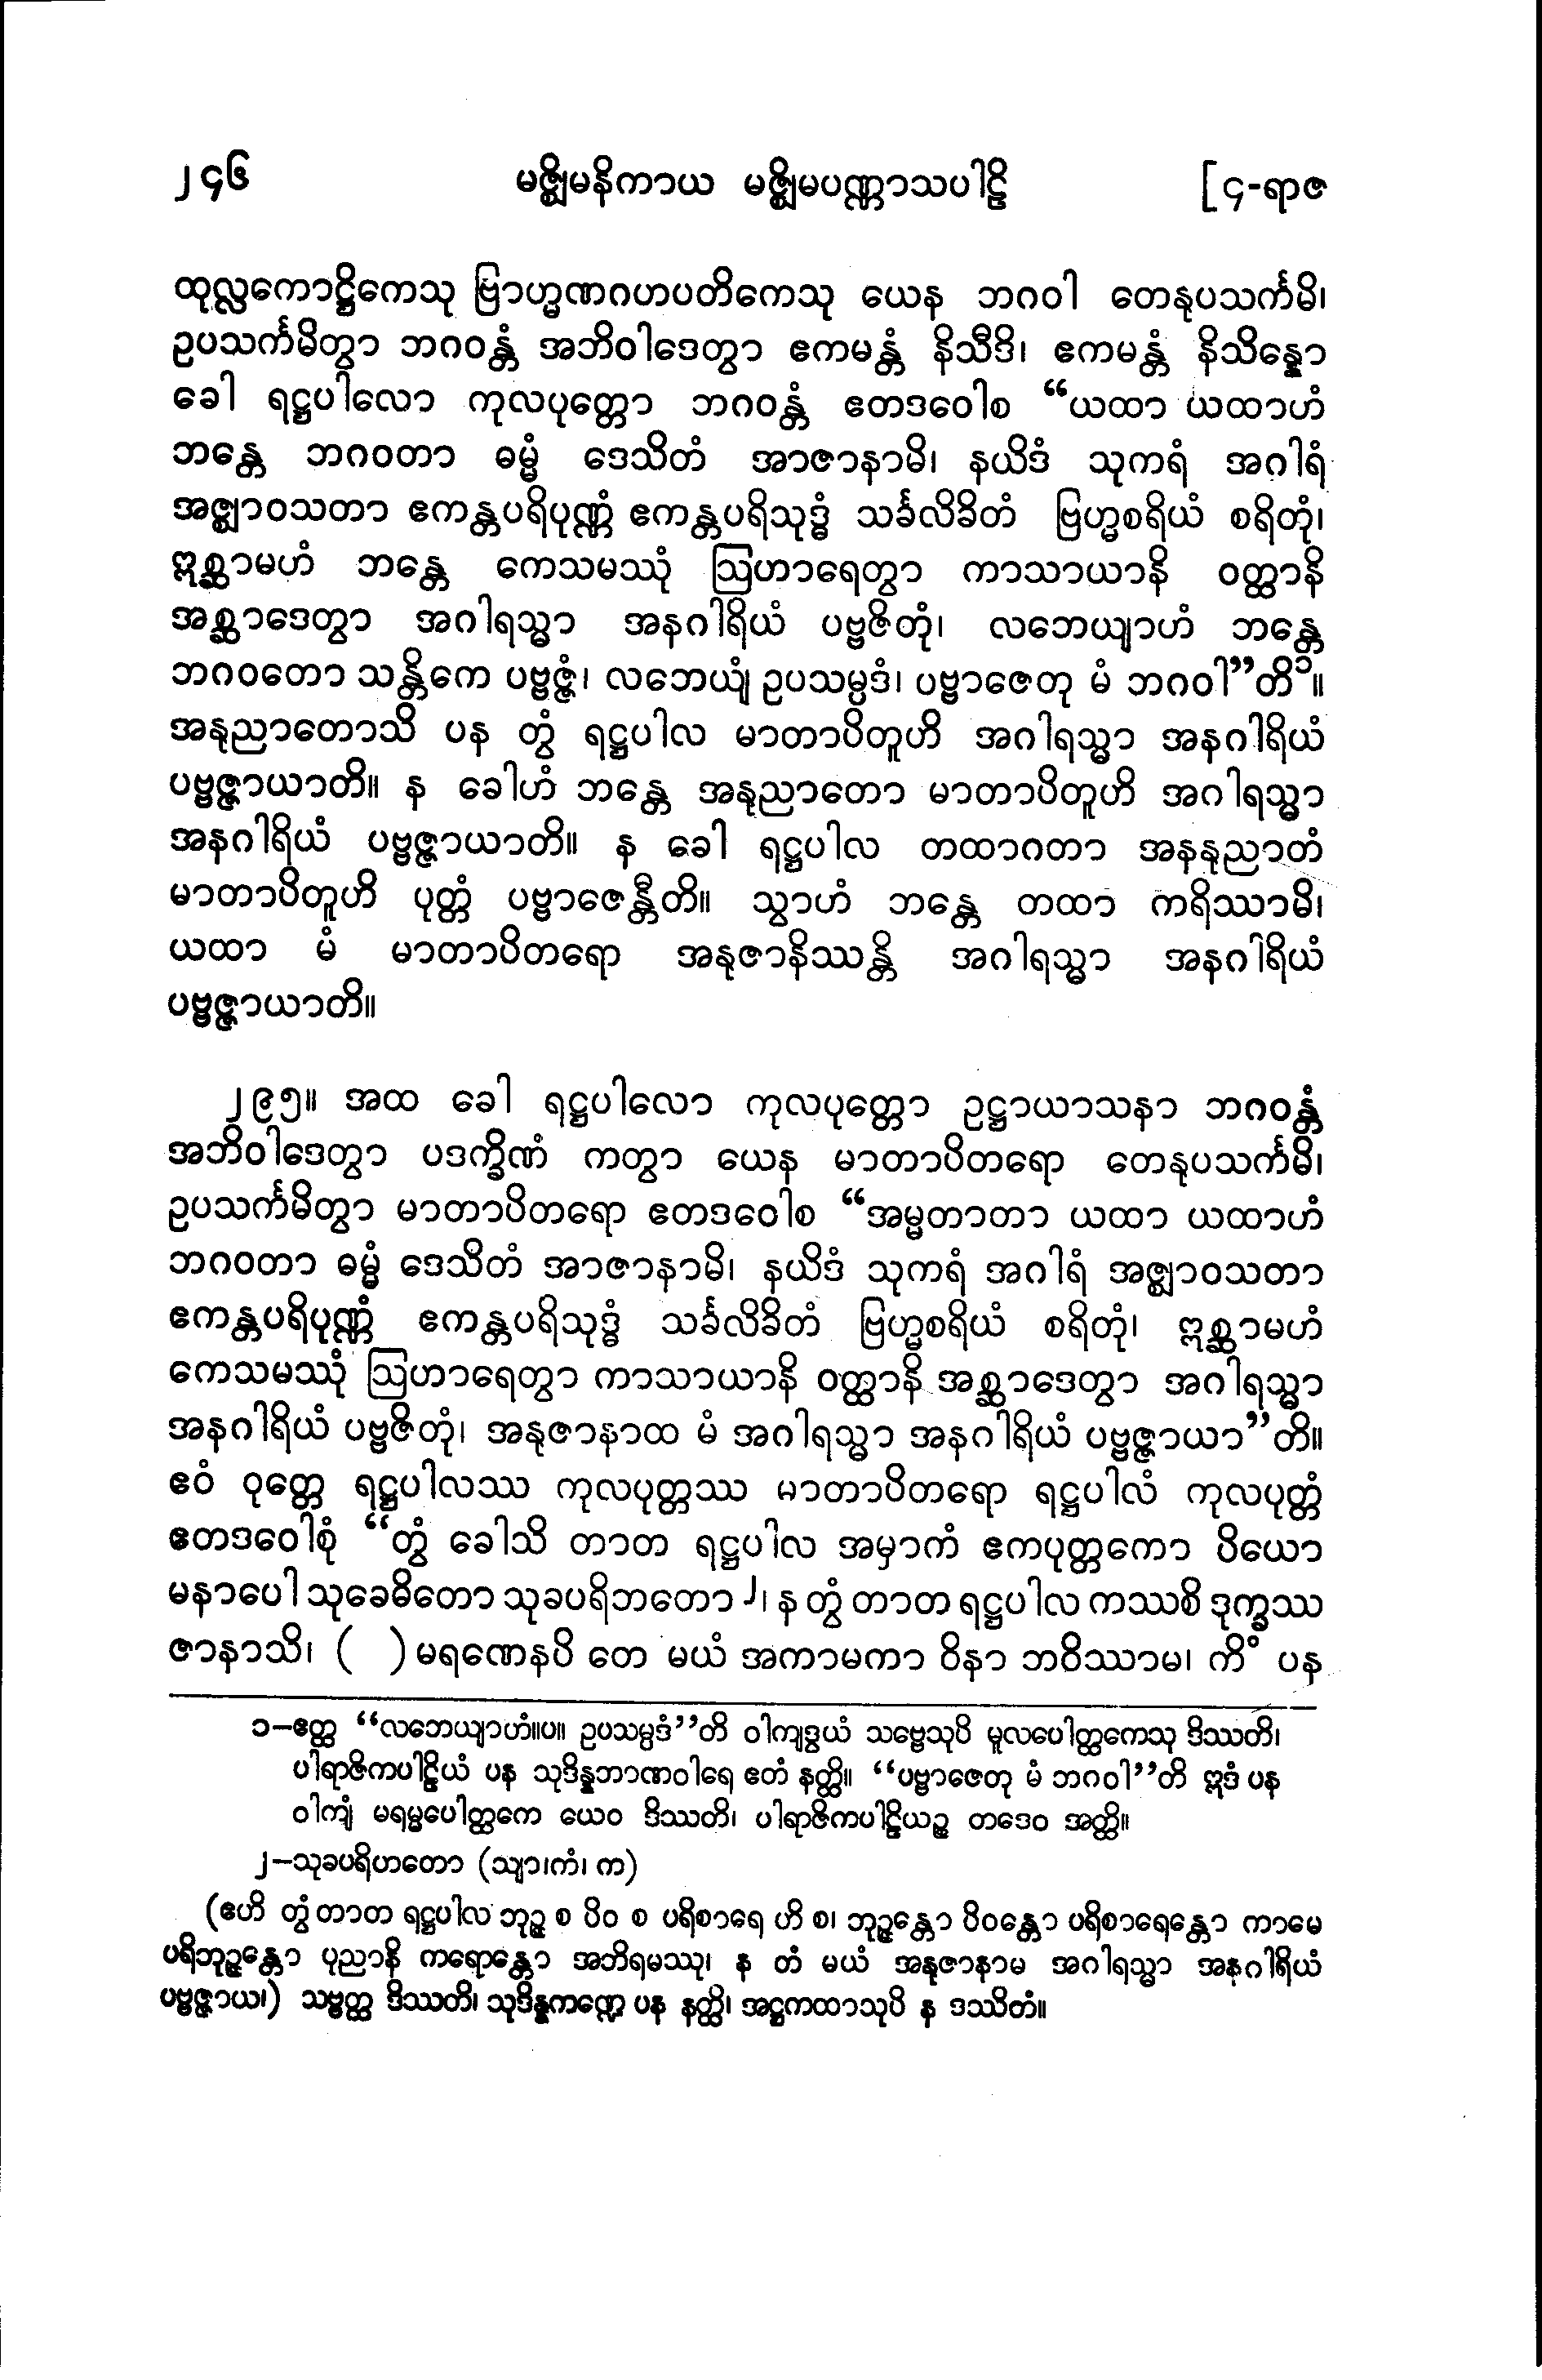 ၂၄၆ မဇ္ဈိမနိကာယ မဇ္ဈိမပဏ္ဏာသပါဠိ [၄-ရာဇ
ထုလ္လကောဋ္ဌိကေသု ဗြာဟ္မဏဂဟပတိကေသု ယေန ဘဂဝါ တေနုပသင်္ကမိ၊
ဥပသင်္ကမိတွာ ဘဂဝန္တံ အဘိဝါဒေတွာ ဧကမန္တံ နိသီဒိ၊ ဧကမန္တံ နိသိန္နော
ခေါ ရဋ္ဌပါလော ကုလပုတ္တော ဘဂဝန္တံ ဧတဒဝေါစ “ယထာ ယထာဟံ
ဘန္တေ ဘဂဝတာ ဓမ္မံ ဒေသိတံ အာဇာနာမိ၊ နယိဒံ သုကရံ အဂါရံ
အဇ္ဈာဝသတာ ဧကန္တပရိပုဏ္ဏံ ဧကန္တပရိသုဒ္ဓံ သင်္ခလိခိတံ ဗြဟ္မစရိယံ စရိတုံ၊
ဣစ္ဆာမဟံ ဘန္တေ ကေသမဿုံ ဩဟာရေတွာ ကာသာယာနိ ဝတ္ထာနိ
အစ္ဆာဒေတွာ အဂါရသ္မာ အနဂါရိယံ ပဗ္ဗဇိတုံ၊ လဘေယျာဟံ ဘန္တေ
ဘဂဝတော သန္တိကေ ပဗ္ဗဇ္ဇံ၊ လဘေယျံ ဥပသမ္ပဒံ၊ ပဗ္ဗာဇေတု မံ ဘဂဝါ”တိ၁။
အနုညာတောသိ ပန တွံ ရဋ္ဌပါလ မာတာပိတူဟိ အဂါရသ္မာ အနဂါရိယံ
ပဗ္ဗဇ္ဇာယာတိ။ န ခေါဟံ ဘန္တေ အနုညာတော မာတာပိတူဟိ အဂါရသ္မာ
အနဂါရိယံ ပဗ္ဗဇ္ဇာယာတိ။ န ခေါ ရဋ္ဌပါလ တထာဂတာ အနနုညာတံ
မာတာပိတူဟိ ပုတ္တံ ပဗ္ဗာဇေန္တီတိ။ သွာဟံ ဘန္တေ တထာ ကရိဿာမိ၊
ယထာ မံ မာတာပိတရော အနုဇာနိဿန္တိ အဂါရသ္မာ အနဂါရိယံ
ပဗ္ဗဇ္ဇာယာတိ။
၂၉၅။ အထ ခေါ ရဋ္ဌပါလော ကုလပုတ္တော ဥဋ္ဌာယာသနာ ဘဂဝန္တံ
အဘိဝါဒေတွာ ပဒက္ခိဏံ ကတွာ ယေန မာတာပိတရော တေနုပသင်္ကမိ၊
ဥပသင်္ကမိတွာ မာတာပိတရော ဧတဒဝေါစ “အမ္မတာတာ ယထာ ယထာဟံ
ဘဂဝတာ ဓမ္မံ ဒေသိတံ အာဇာနာမိ၊ နယိဒံ သုကရံ အဂါရံ အဇ္ဈာဝသတာ
ဧကန္တပရိပုဏ္ဏံ ဧကန္တပရိသုဒ္ဓံ သင်္ခလိခိတံ ဗြဟ္မစရိယံ စရိတုံ၊ ဣစ္ဆာမဟံ
ကေသမဿုံ ဩဟာရေတွာ ကာသာယာနိ ဝတ္ထာနိ အစ္ဆာဒေတွာ အဂါရသ္မာ
အနဂါရိယံ ပဗ္ဗဇိတုံ၊ အနုဇာနာထ မံ အဂါရသ္မာ အနဂါရိယံ ပဗ္ဗဇ္ဇာယာ”တိ။
ဧဝံ ဝုတ္တေ ရဋ္ဌပါလဿ ကုလပုတ္တဿ မာတာပိတရော ရဋ္ဌပါလံ ကုလပုတ္တံ
ဧတဒဝေါစုံ “တွံ ခေါသိ တာတ ရဋ္ဌပါလ အမှာကံ ဧကပုတ္တကော ပိယော
မနာပေါ သုခေဓိတော သုခပရိဘတော၂၊ န တွံ တာတ ရဋ္ဌပါလ ကဿစိ ဒုက္ခဿ
ဇာနာသိ၊ ( ) မရဏေနပိ တေ မယံ အကာမကာ ဝိနာ ဘဝိဿာမ၊ ကိံ ပန
၁–ဧတ္ထ “လဘေယျာဟံ။ပ။ ဥပသမ္ပဒံ”တိ ဝါကျဒွယံ သဗ္ဗေသုပိ မူလပေါတ္ထကေသု ဒိဿတိ၊
ပါရာဇိကပါဠိယံ ပန သုဒိန္နဘာဏဝါရေ ဧတံ နတ္ထိ။ “ပဗ္ဗာဇေတု မံ ဘဂဝါ”တိ ဣဒံ ပန
ဝါကျံ မရမ္မပေါတ္ထကေ ယေဝ ဒိဿတိ၊ ပါရာဇိကပါဠိယဉ္စ တဒေဝ အတ္ထိ။
၂–သုခပရိဟတော (သျာ၊ကံ၊ က)
(ဧဟိ တွံ တာတ ရဋ္ဌပါလ ဘုဉ္ဇ စ ပိဝ စ ပရိစာရေ ဟိ စ၊ ဘုဉ္ဇန္တော ပိဝန္တော ပရိစာရေန္တော ကာမေ
ပရိဘုဉ္ဇန္တော ပုညာနိ ကရောန္တော အဘိရမဿု၊ န တံ မယံ အနုဇာနာမ အဂါရသ္မာ အနဂါရိယံ
ပဗ္ဗဇ္ဇာယ၊) သဗ္ဗတ္ထ ဒိဿတိ၊ သုဒိန္နကဏ္ဍေ ပန နတ္ထိ၊ အဋ္ဌကထာသုပိ န ဒဿိတံ။